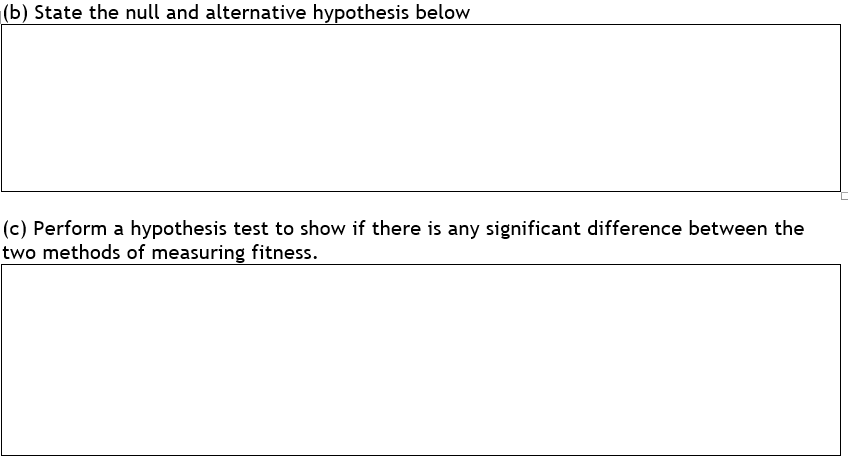 (b) State the null and alternative hypothesis below
(c) Perform a hypothesis test to show if there is any significant difference between the
two methods of measuring fitness.